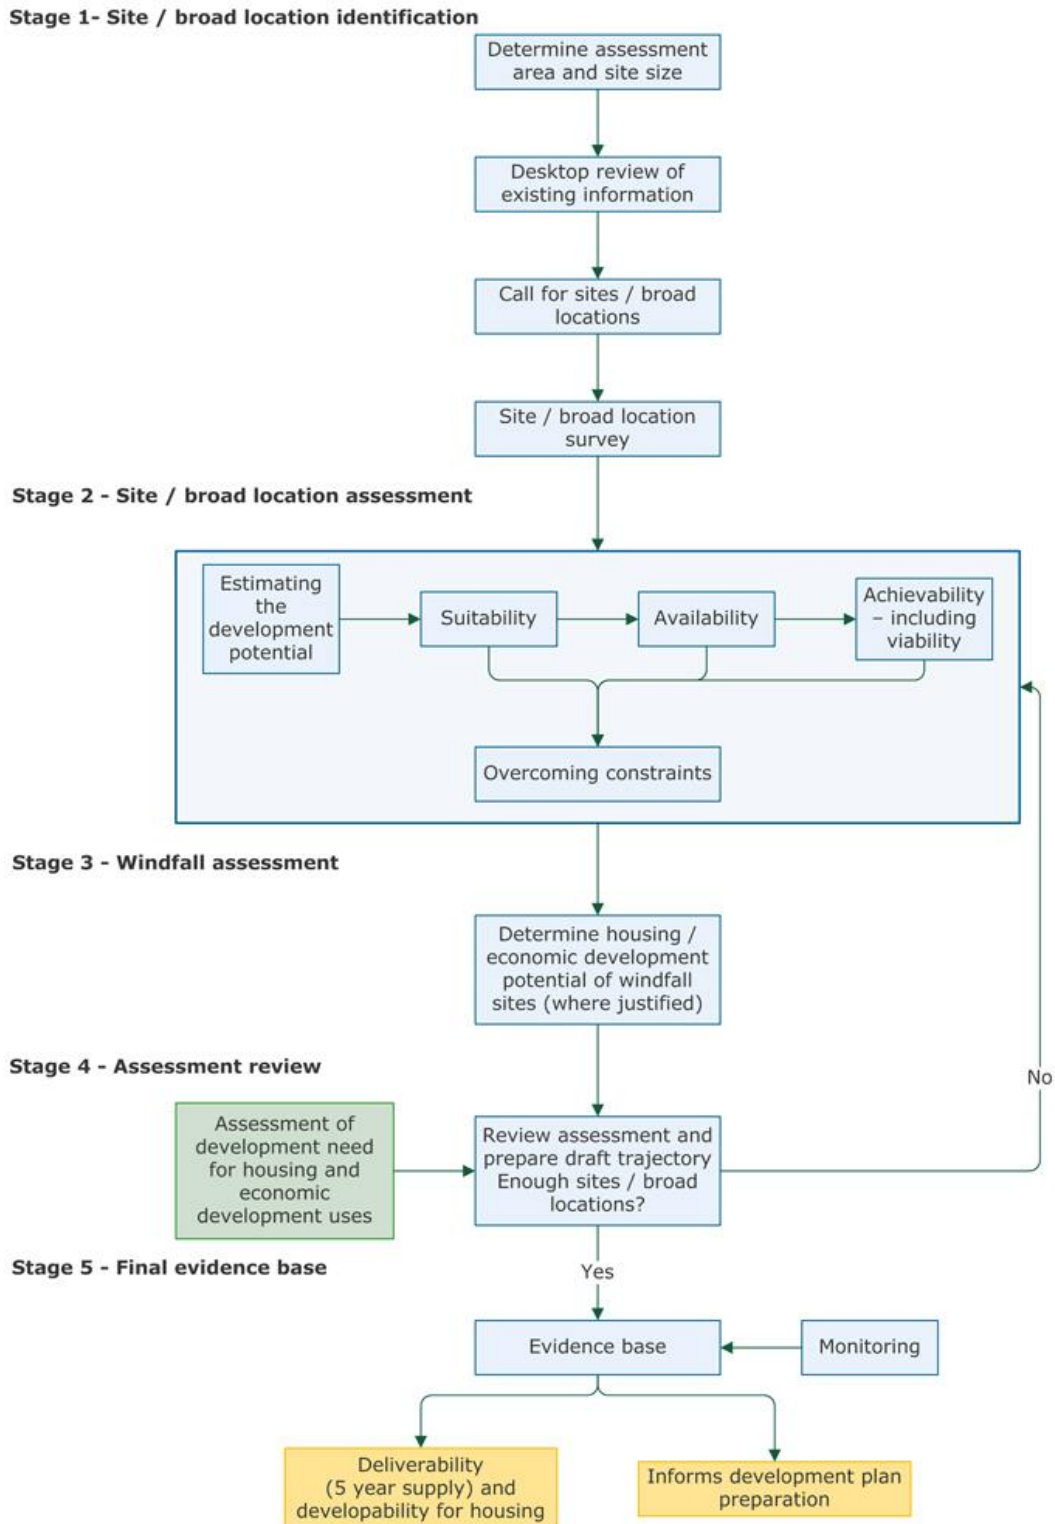 Stage 1- Site / broad location identification
Determine assessment
area and site size
Desktop review of
existing information
Call for sites / broad
locations
Site / broad location
survey
Stage 2 - Site / broad location assessment
Estimating
the
development
potential
Suitability
Availability
Achievability
– including
viability
Overcoming constraints
Stage 3 - Windfall assessment
Determine housing /
economic development
potential of windfall
sites (where justified)
Stage 4 - Assessment review
No
Assessment of
development need
for housing and
economic
development uses
Review assessment and
prepare draft trajectory
Enough sites / broad
locations?
Stage 5 - Final evidence base
Yes
Evidence base
Monitoring
Deliverability
(5 year supply) and
developability for housing
Informs development plan
preparation